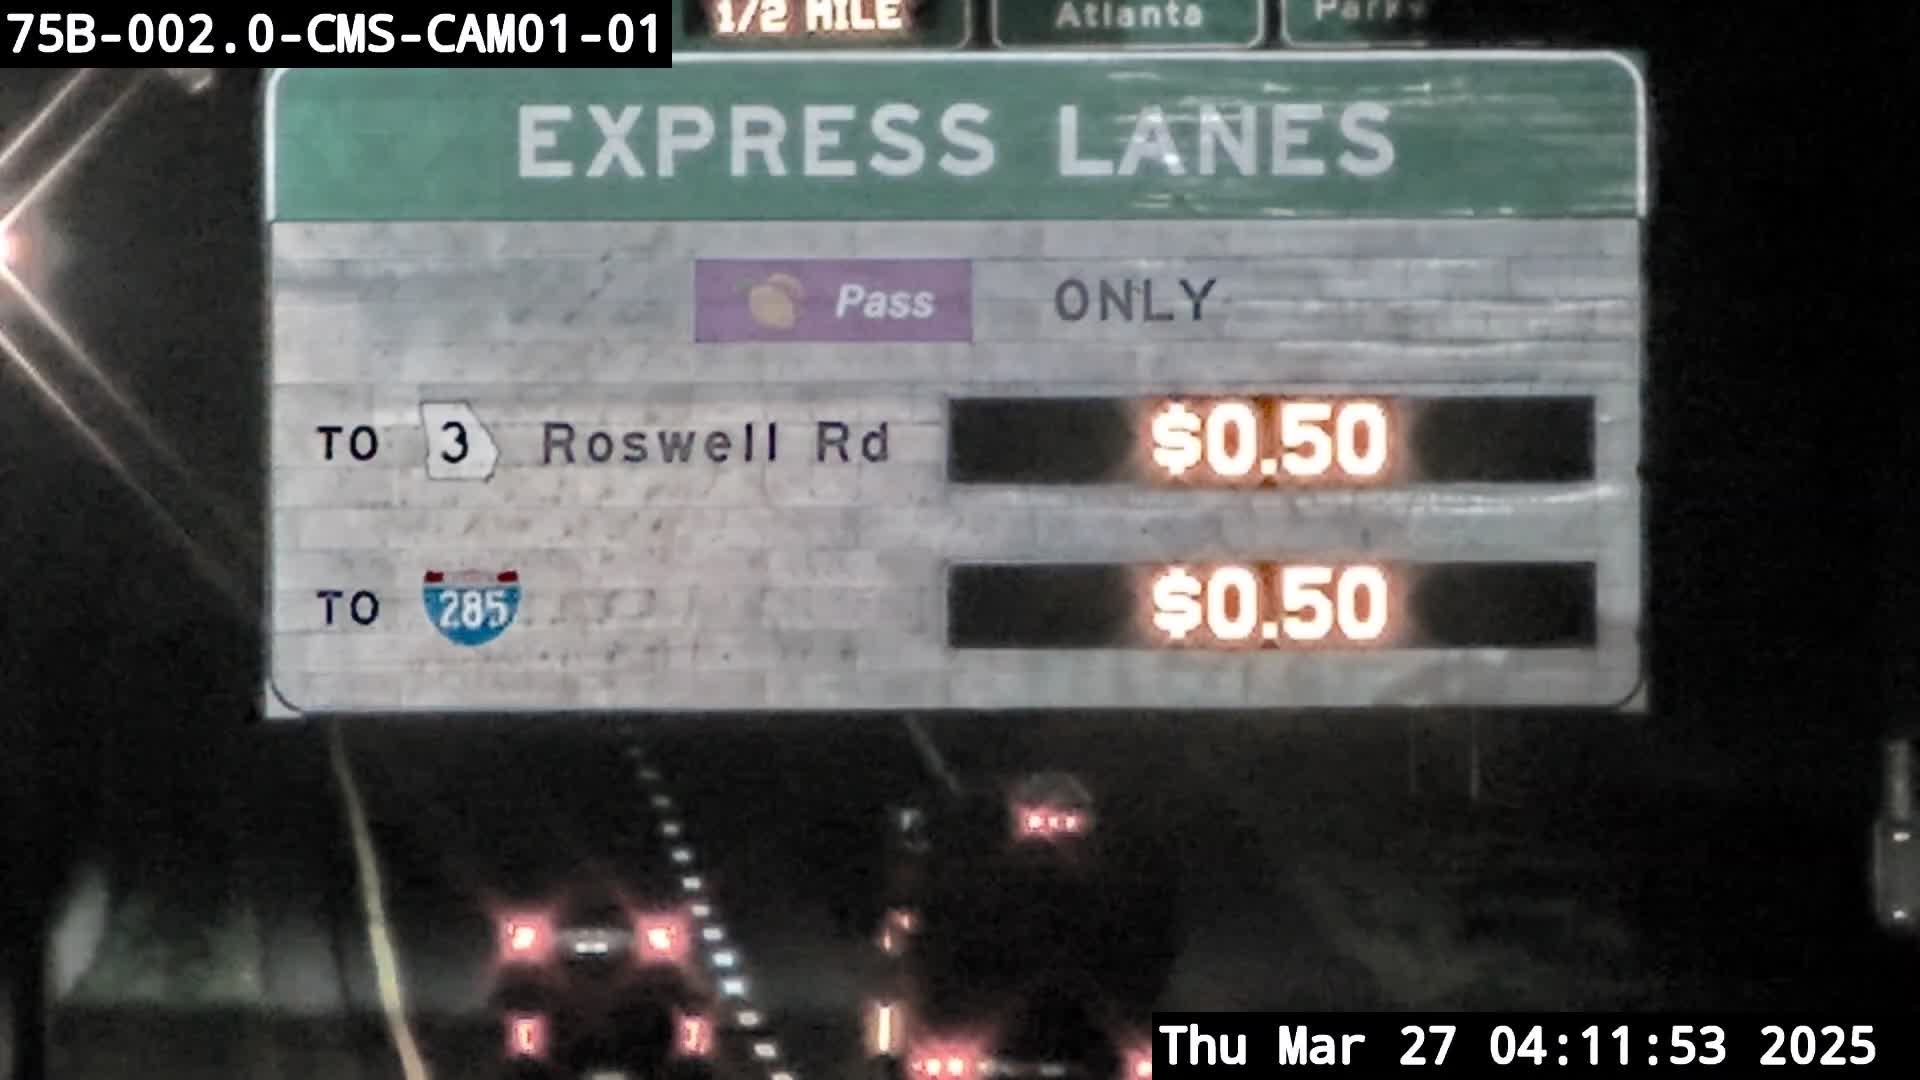 75B-002.0-CMS-CAM01-01
1/2 MILE
Atlanta
EXPRESS LANES
Pass ONLY
TO 3 Roswell Rd $0.50
TO 285 $0.50
Thu Mar 27 04:11:53 2025